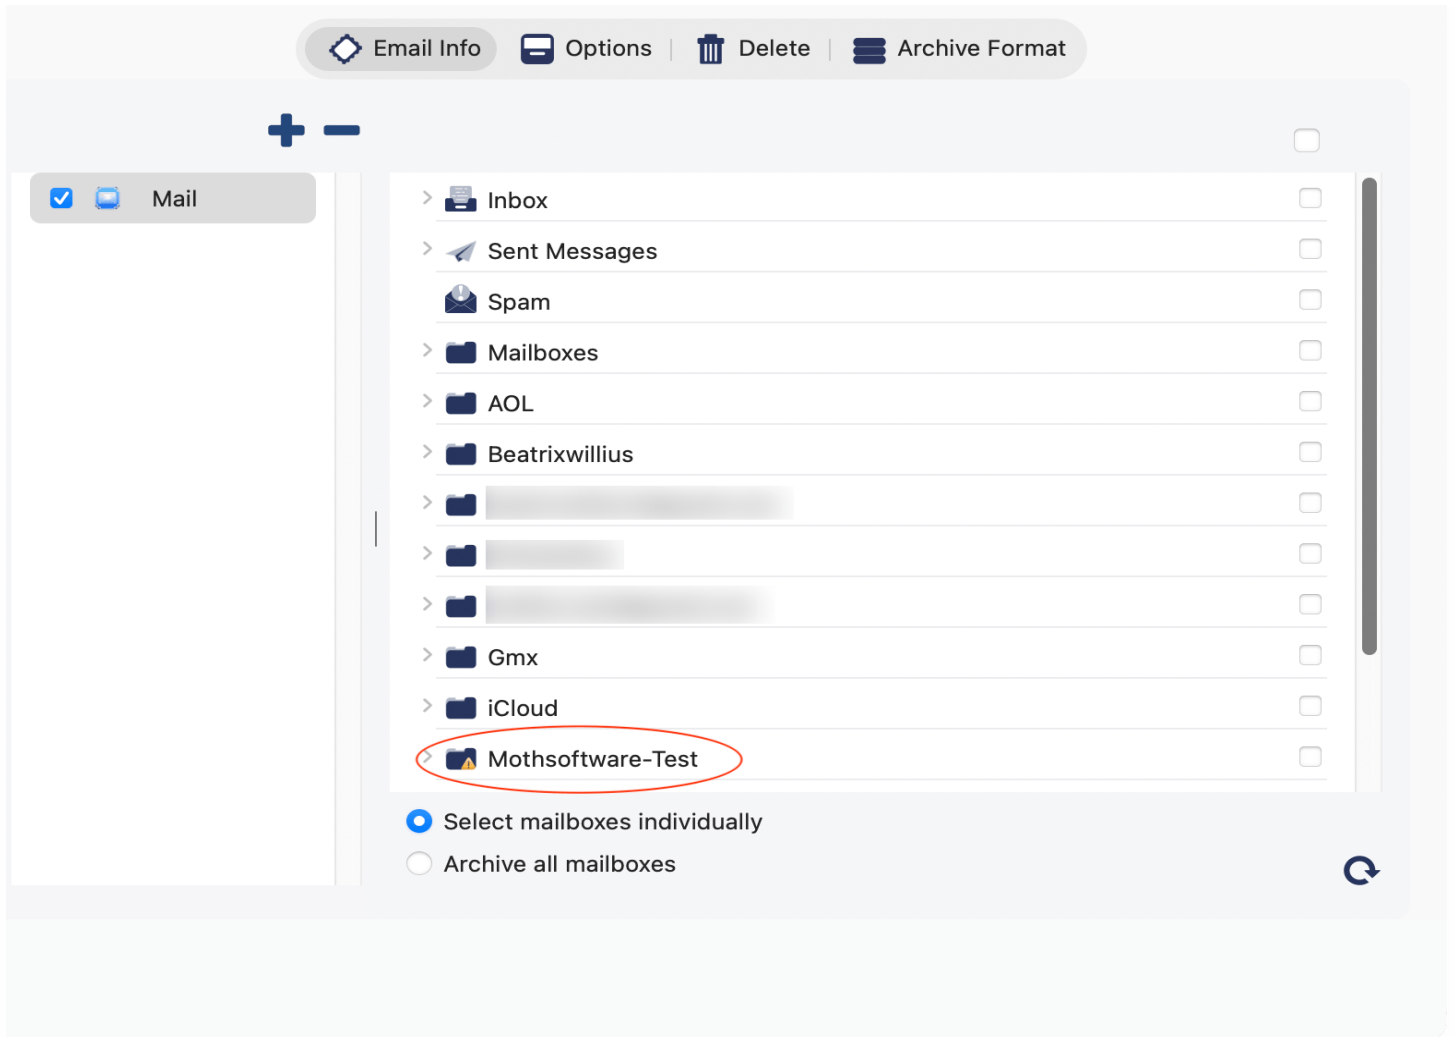 Email Info Options Delete Archive Format
Mail
Inbox
Sent Messages
Spam
Mailboxes
AOL
Beatrixwillius
Gmx
iCloud
Mothsoftware-Test
Select mailboxes individually
Archive all mailboxes